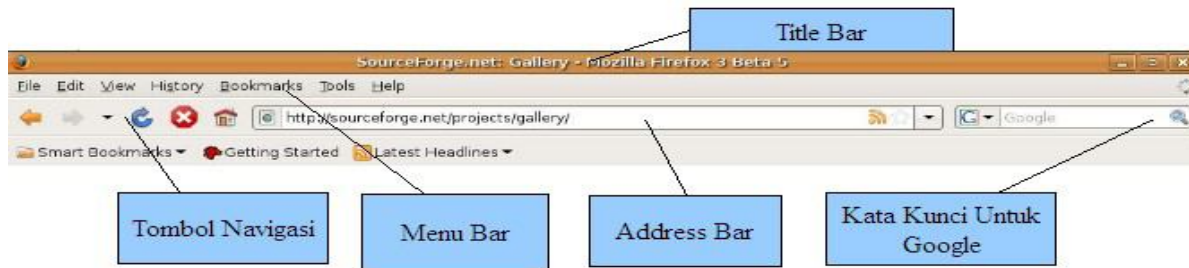 Title Bar
SourceForge.net: Gallery - Mozilla Firefox 3 Beta 5
File Edit View History Bookmarks Tools Help
http://sourceforge.net/projects/gallery/ G Google
Smart Bookmarks Getting Started Latest Headlines
Tombol Navigasi
Menu Bar
Address Bar
Kata Kunci Untuk
Google